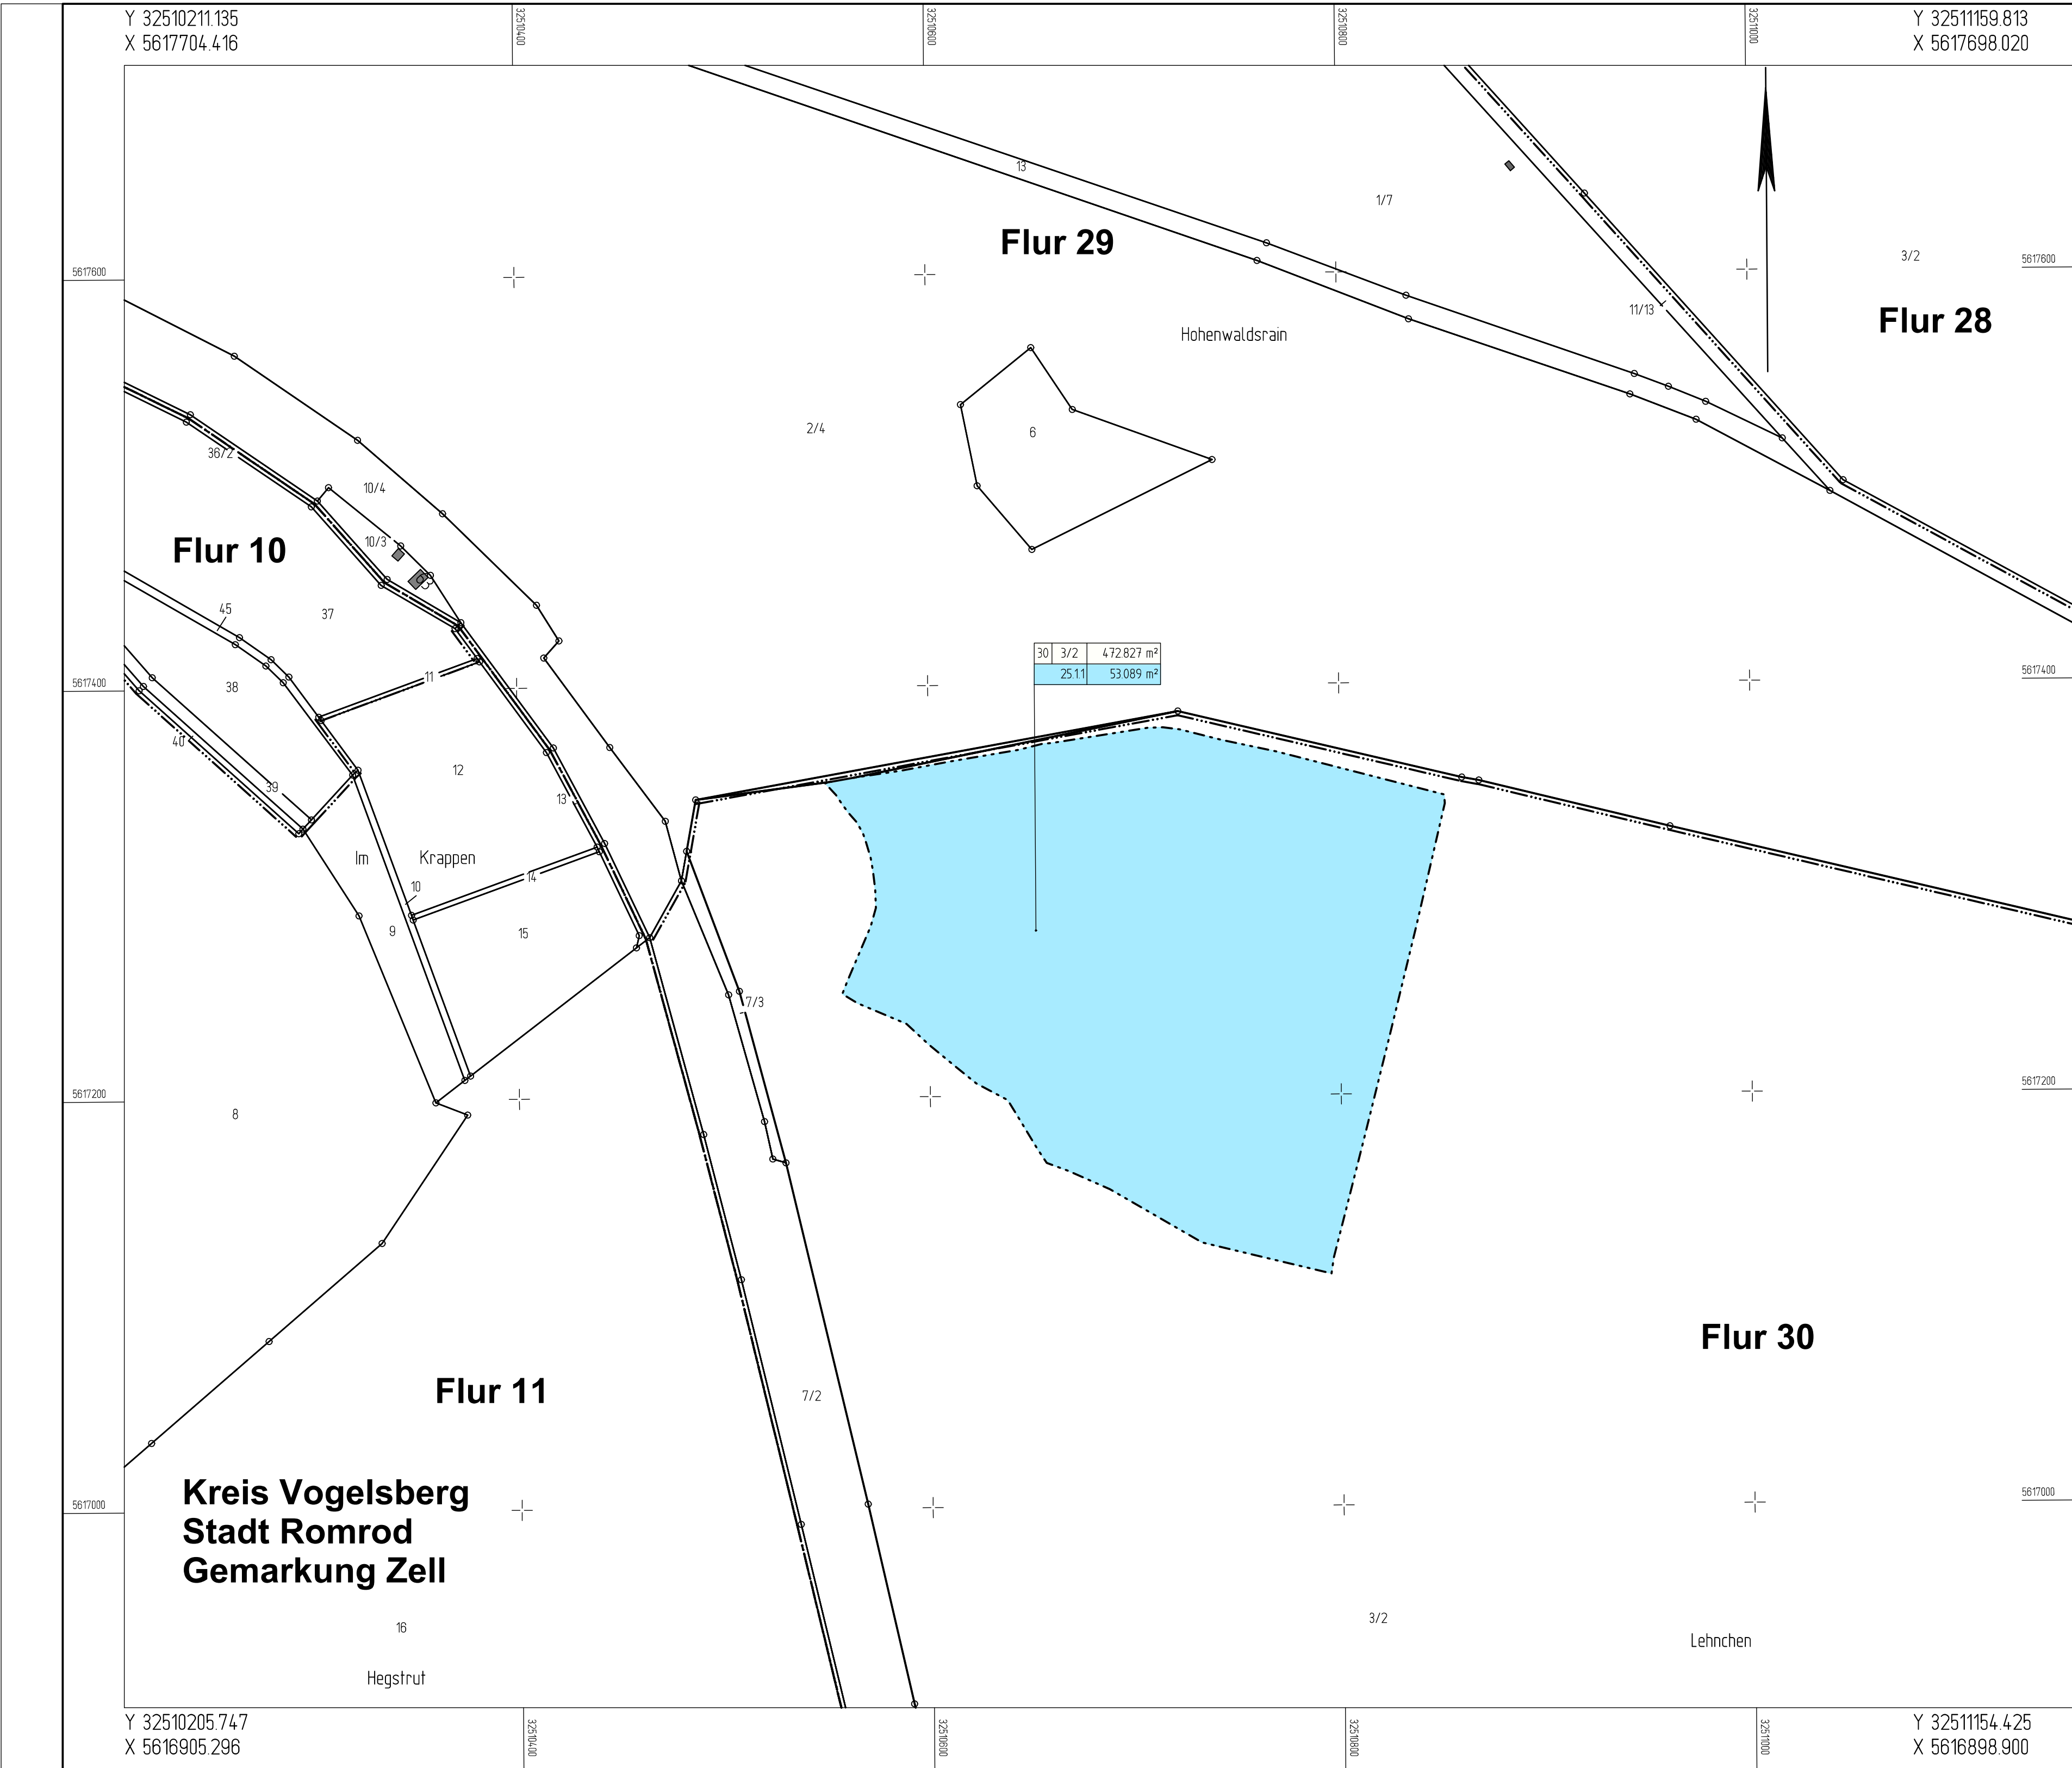 Y 32510211.135
X 5617704.416
32510400
32510600
32510800
32511000
Y 32511159.813
X 5617698.020
13
1/7
Flur 29
3/2
5617600
5617600
11/13
Flur 28
Hohenwaldsrain
2/4
6
36/2
10/4
10/3
Flur 10
3
45
37
30 3/2 472.827 m²
25.1.1 53.089 m²
11
5617400
5617400
38
40
12
39
13
Im Krappen
14
10
9
15
7/3
5617200
5617200
8
Flur 30
Flur 11
7/2
Kreis Vogelsberg
5617000
5617000
Stadt Romrod
Gemarkung Zell
16
3/2
Lehnchen
Hegstrut
Y 32510205.747
X 5616905.296
32510400
32510600
32510800
32511000
Y 32511154.425
X 5616898.900